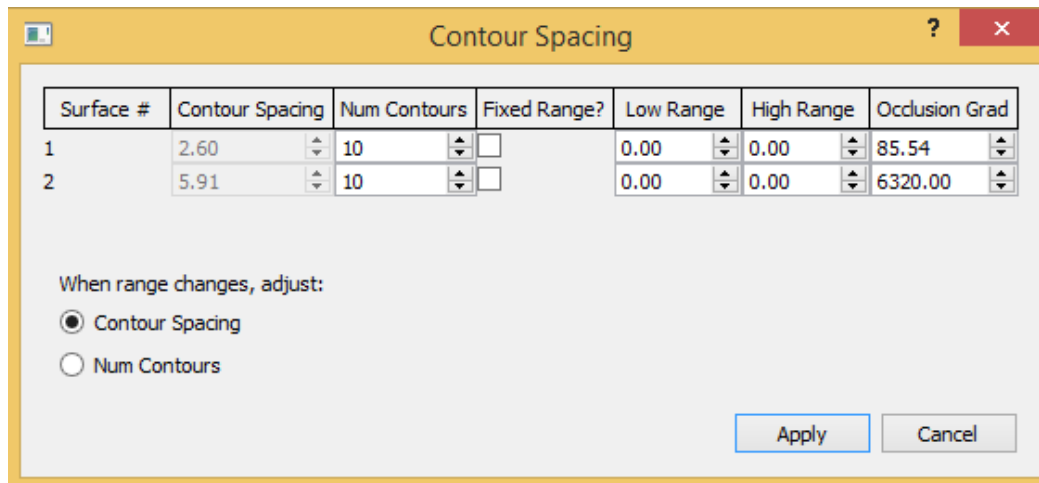 Contour Spacing
?
Surface # Contour Spacing Num Contours Fixed Range? Low Range High Range Occlusion Grad
1 2.60 10 0.00 0.00 85.54
2 5.91 10 0.00 0.00 6320.00
When range changes, adjust:
Contour Spacing
Num Contours
Apply Cancel